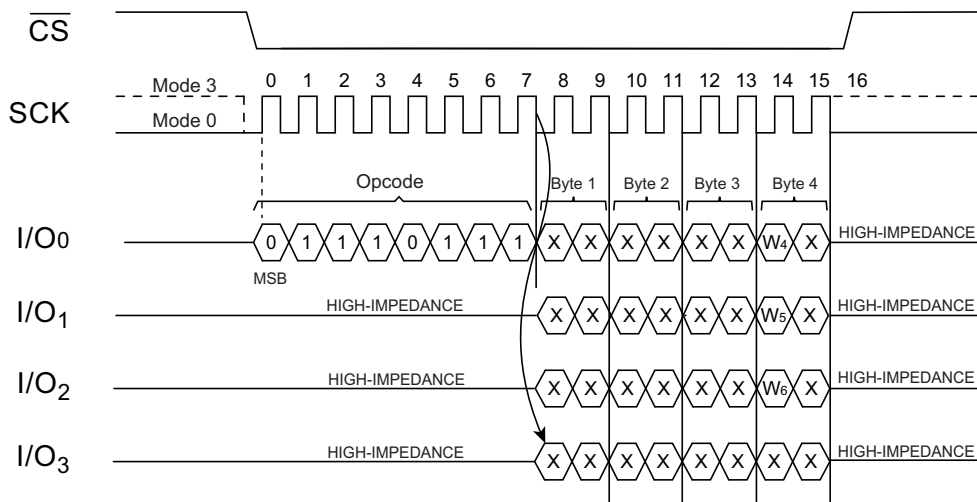 CS
0 1 2 3 4 5 6 7 8 9 10 11 12 13 14 15 16
Mode 3
SCK
Mode 0
Opcode Byte 1 Byte 2 Byte 3 Byte 4
I/O0 0 1 1 1 0 1 1 1 X X X X X X W4 X HIGH-IMPEDANCE
MSB
I/O1 HIGH-IMPEDANCE X X X X X X W5 X HIGH-IMPEDANCE
I/O2 HIGH-IMPEDANCE X X X X X X W6 X HIGH-IMPEDANCE
I/O3 HIGH-IMPEDANCE X X X X X X X X HIGH-IMPEDANCE